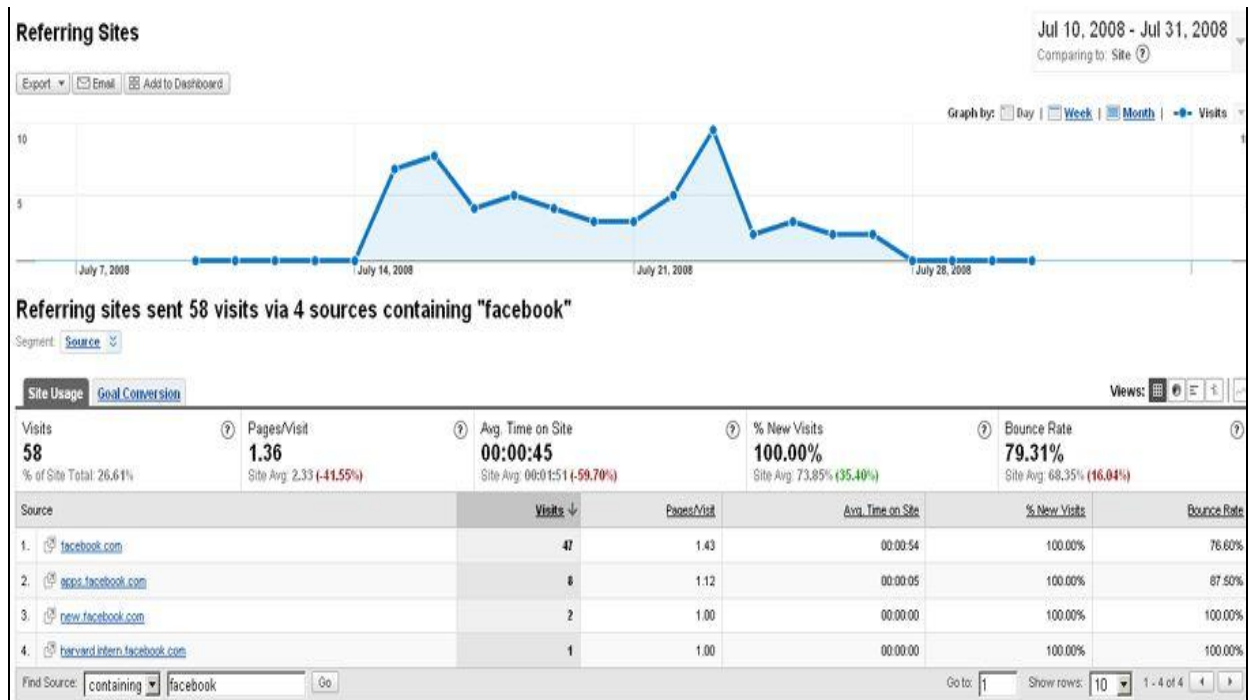 Referring Sites
Jul 10, 2008 - Jul 31, 2008
Comparing to: Site ?
Export Email Add to Dashboard
Graph by: Day | Week | Month | Visits
10
5
July 7, 2008 July 14, 2008 July 21, 2008 July 28, 2008
Referring sites sent 58 visits via 4 sources containing "facebook"
Segment: Source
Site Usage Goal Conversion
Views:
Visits ? Pages/Visit ? Avg. Time on Site ? % New Visits ? Bounce Rate ?
58 1.36 00:00:45 100.00% 79.31%
% of Site Total: 26.61% Site Avg: 2.33 (-41.55%) Site Avg: 00:01:51 (-59.70%) Site Avg: 73.85% (35.40%) Site Avg: 68.35% (16.04%)
Source Visits ↓ Pages/Visit Avg. Time on Site % New Visits Bounce Rate
1. facebook.com 47 1.43 00:00:54 100.00% 76.60%
2. apps.facebook.com 8 1.12 00:00:05 100.00% 87.50%
3. new.facebook.com 2 1.00 00:00:00 100.00% 100.00%
4. harvard.intern.facebook.com 1 1.00 00:00:00 100.00% 100.00%
Find Source: containing facebook Go Go to: 1 Show rows: 10 1 - 4 of 4